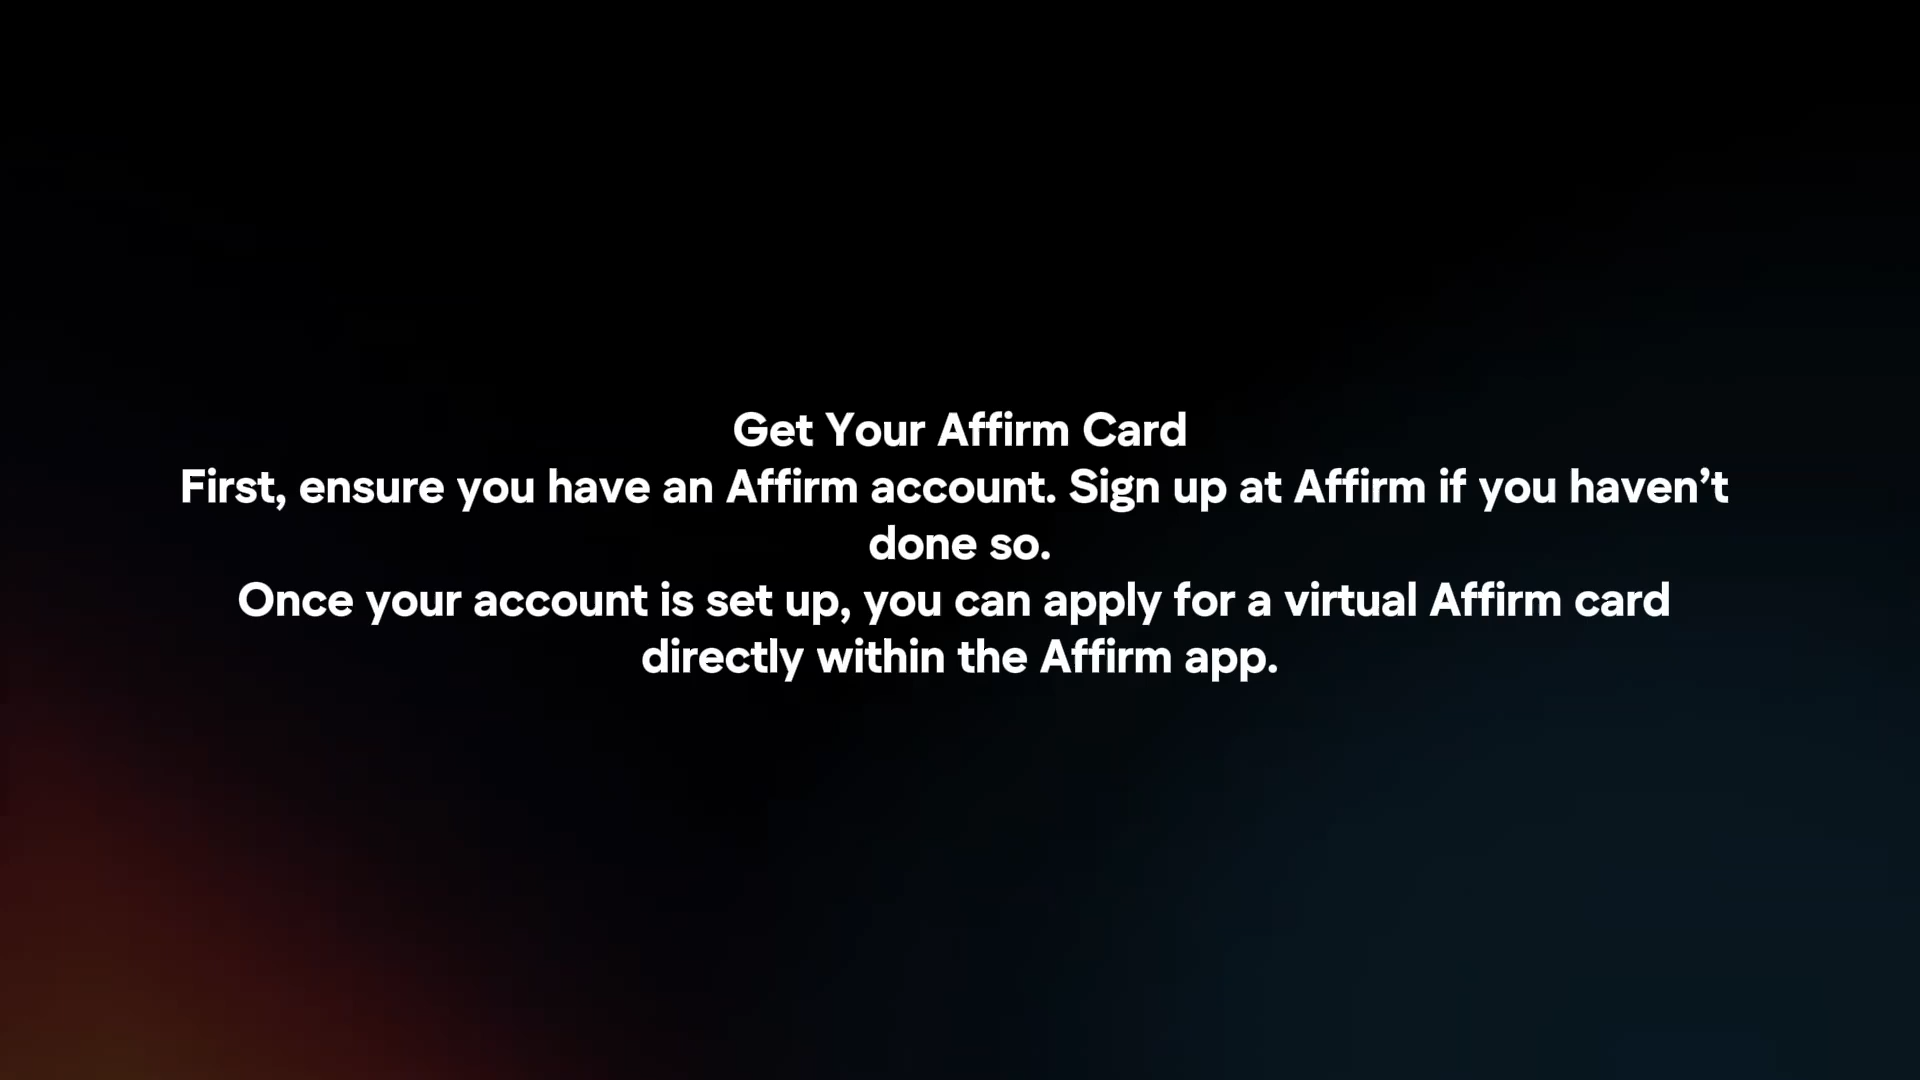 Get Your Affirm Card
First, ensure you have an Affirm account. Sign up at Affirm if you haven’t
done so.
Once your account is set up, you can apply for a virtual Affirm card
directly within the Affirm app.